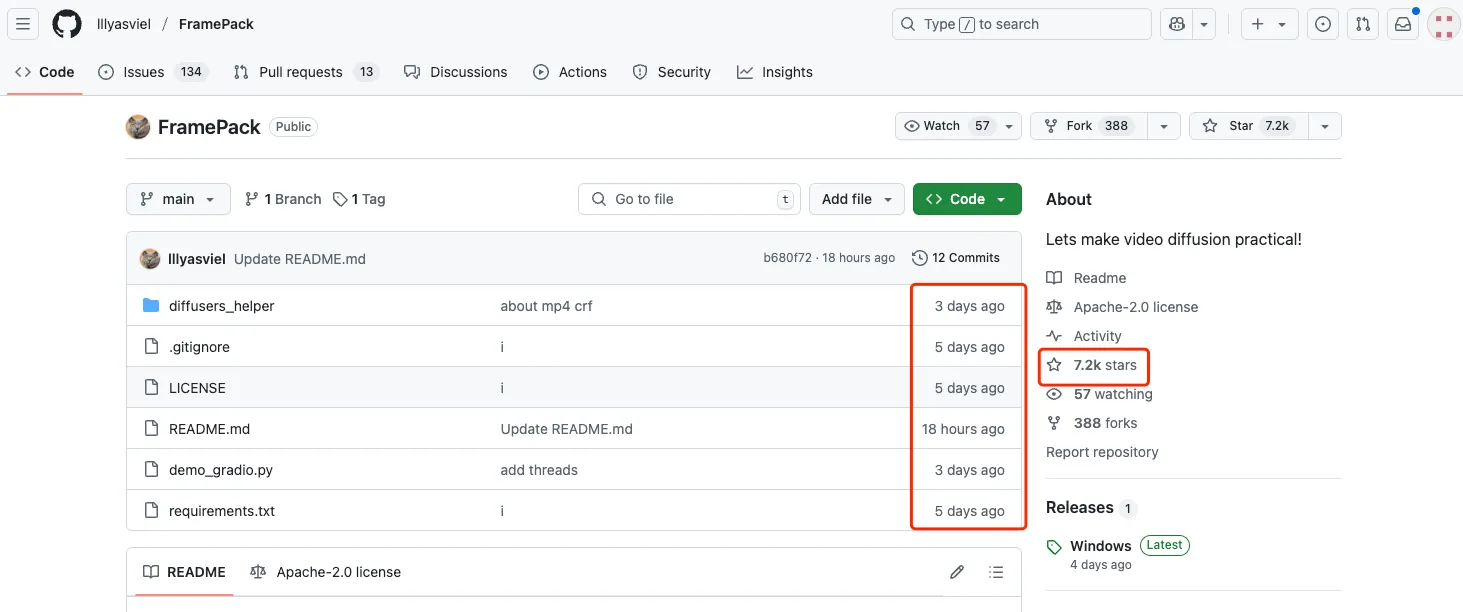 lllyasviel / FramePack
Type / to search
Code Issues 134 Pull requests 13 Discussions Actions Security Insights
FramePack Public
Watch 57 Fork 388 Star 7.2k
main 1 Branch 1 Tag Go to file t Add file Code
lllyasviel Update README.md b680f72 · 18 hours ago 12 Commits
diffusers_helper about mp4 crf 3 days ago
.gitignore i 5 days ago
LICENSE i 5 days ago
README.md Update README.md 18 hours ago
demo_gradio.py add threads 3 days ago
requirements.txt i 5 days ago
README Apache-2.0 license
About
Lets make video diffusion practical!
Readme
Apache-2.0 license
Activity
7.2k stars
57 watching
388 forks
Report repository
Releases 1
Windows Latest
4 days ago